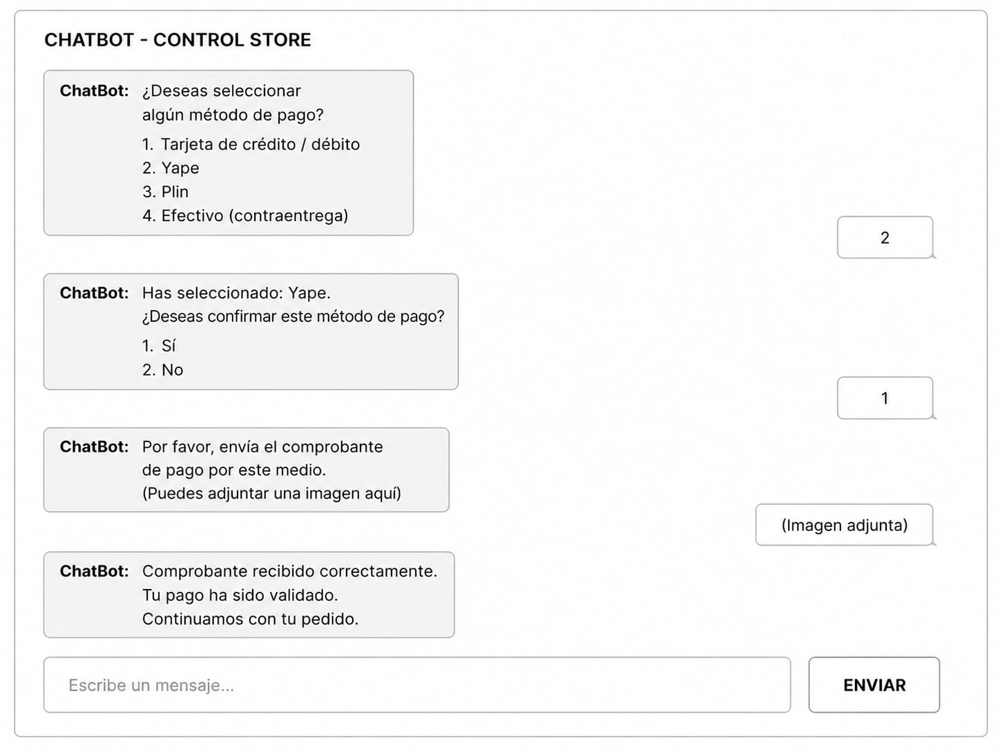 CHATBOT - CONTROL STORE
ChatBot: ¿Deseas seleccionar
algún método de pago?
1. Tarjeta de crédito / débito
2. Yape
3. Plin
4. Efectivo (contraentrega)
2
ChatBot: Has seleccionado: Yape.
¿Deseas confirmar este método de pago?
1. Sí
2. No
1
ChatBot: Por favor, envía el comprobante
de pago por este medio.
(Puedes adjuntar una imagen aquí)
(Imagen adjunta)
ChatBot: Comprobante recibido correctamente.
Tu pago ha sido validado.
Continuamos con tu pedido.
Escribe un mensaje...
ENVIAR